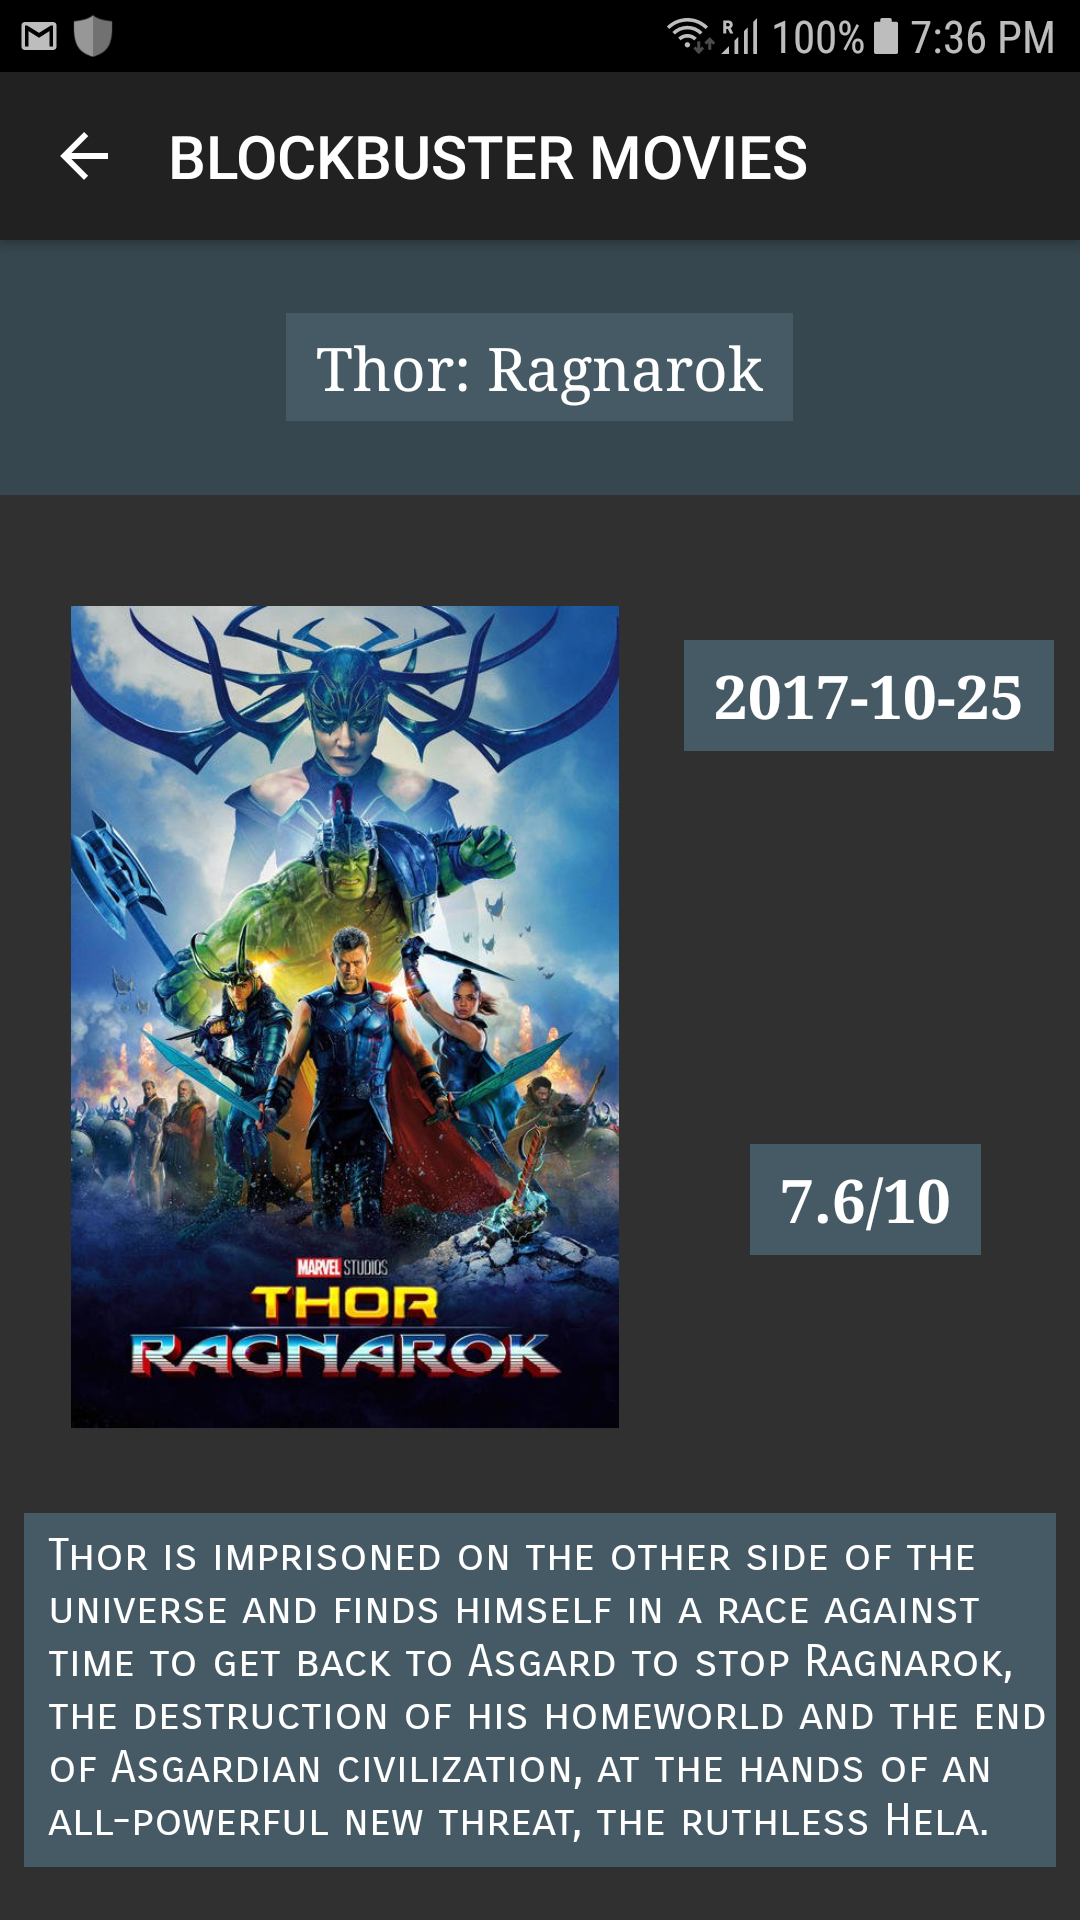 100% 7:36 PM
BLOCKBUSTER MOVIES
Thor: Ragnarok
2017-10-25
7.6/10
MARVEL STUDIOS
THOR
RAGNAROK
Thor is imprisoned on the other side of the
universe and finds himself in a race against
time to get back to Asgard to stop Ragnarok,
the destruction of his homeworld and the end
of Asgardian civilization, at the hands of an
all-powerful new threat, the ruthless Hela.